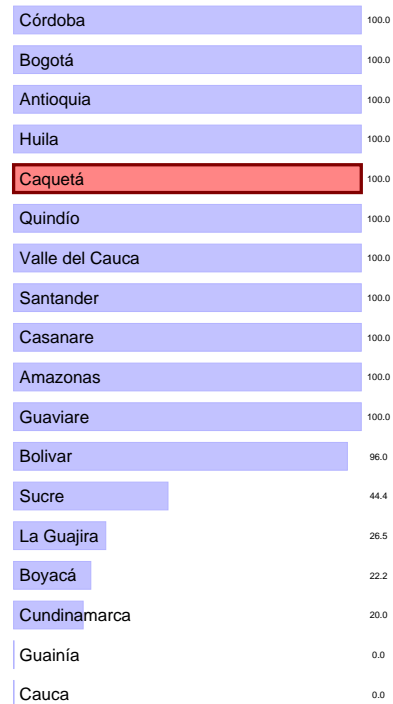 Córdoba 100.0
Bogotá 100.0
Antioquia 100.0
Huila 100.0
Caquetá 100.0
Quindío 100.0
Valle del Cauca 100.0
Santander 100.0
Casanare 100.0
Amazonas 100.0
Guaviare 100.0
Bolivar 96.0
Sucre 44.4
La Guajira 26.5
Boyacá 22.2
Cundinamarca 20.0
Guainía 0.0
Cauca 0.0